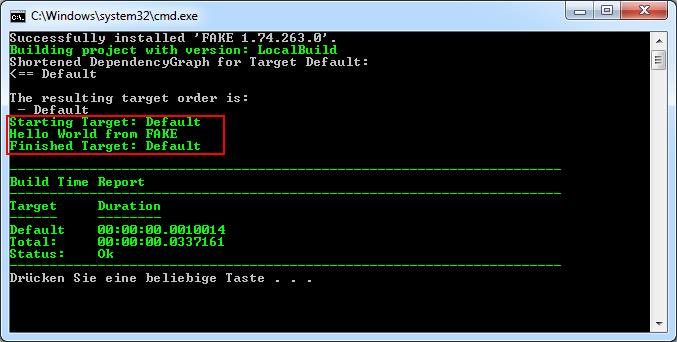 C:\Windows\system32\cmd.exe
Successfully installed 'FAKE 1.74.263.0'.
Building project with version: LocalBuild
Shortened DependencyGraph for Target Default:
<== Default
The resulting target order is:
- Default
Starting Target: Default
Hello World from FAKE
Finished Target: Default
---------------------------------------------------------------------
Build Time Report
---------------------------------------------------------------------
Target Duration
------ --------
Default 00:00:00.0010014
Total: 00:00:00.0337161
Status: Ok
---------------------------------------------------------------------
Drücken Sie eine beliebige Taste . . .